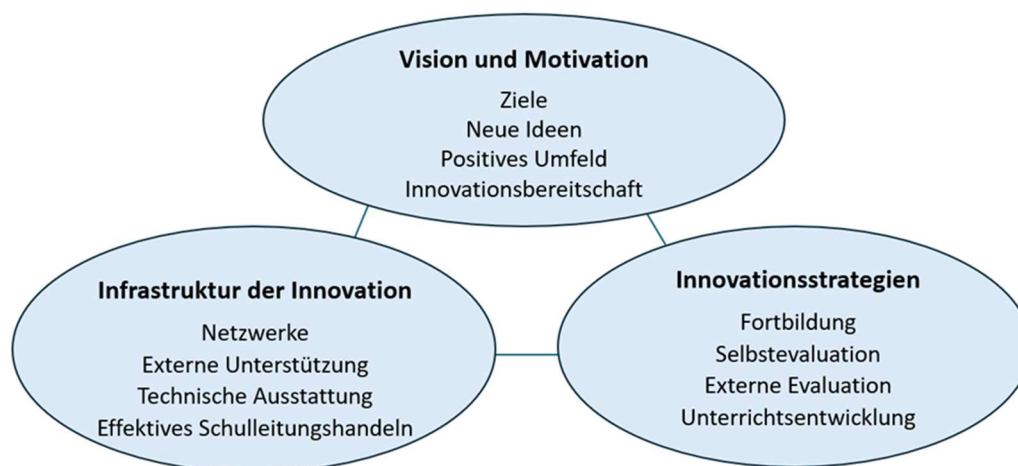 Vision und Motivation
Ziele
Neue Ideen
Positives Umfeld
Innovationsbereitschaft
Infrastruktur der Innovation
Netzwerke
Externe Unterstützung
Technische Ausstattung
Effektives Schulleitungshandeln
Innovationsstrategien
Fortbildung
Selbstevaluation
Externe Evaluation
Unterrichtsentwicklung